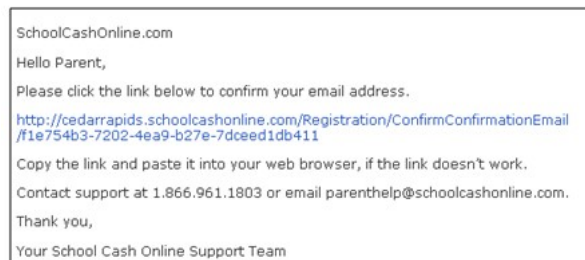 SchoolCashOnline.com
Hello Parent,
Please click the link below to confirm your email address.
http://cedarrapids.schoolcashonline.com/Registration/ConfirmConfirmationEmail
/f1e754b3-7202-4ea9-b27e-7dceed1db411
Copy the link and paste it into your web browser, if the link doesn't work.
Contact support at 1.866.961.1803 or email parenthelp@schoolcashonline.com.
Thank you,
Your School Cash Online Support Team